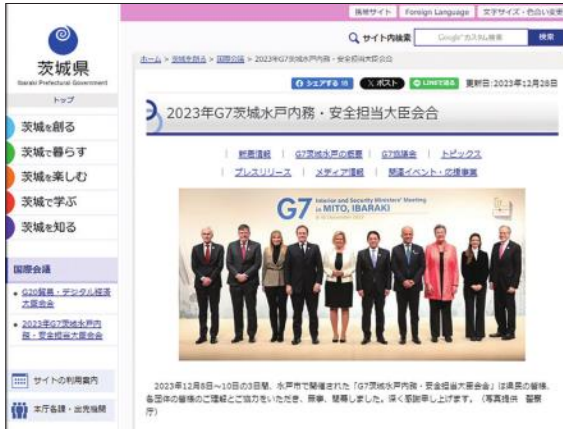 携帯サイト
Foreign Language
文字サイズ・色合い変更
サイト内検索
Google カスタム検索
検索
茨城県
Ibaraki Prefectural Government
トップ
茨城を創る
茨城で暮らす
茨城を楽しむ
茨城で学ぶ
茨城を知る
国際会議
G20貿易・デジタル経済
大臣会合
2023年G7茨城水戸内
務・安全担当大臣会合
サイトの利用案内
本庁各課・出先機関
ホーム > 茨城を創る > 国際会議 > 2023年G7茨城水戸内務・安全担当大臣会合
シェアする
ポスト
LINEで送る
更新日:2023年12月28日
2023年G7茨城水戸内務・安全担当大臣会合
| 新着情報 | G7茨城水戸の概要 | G7協議会 | トピックス
| プレスリリース | メディア情報 | 関連イベント・応援事業
G7 Interior and Security Ministers' Meeting
in MITO, IBARAKI
8-10 December 2023
2023年12月8日～10日の3日間、水戸市で開催された「G7茨城水戸内務・安全担当大臣会合」は県民の皆様、
各団体の皆様のご理解とご協力をいただき、無事、閉幕しました。深く感謝申し上げます。（写真提供 警察
庁）